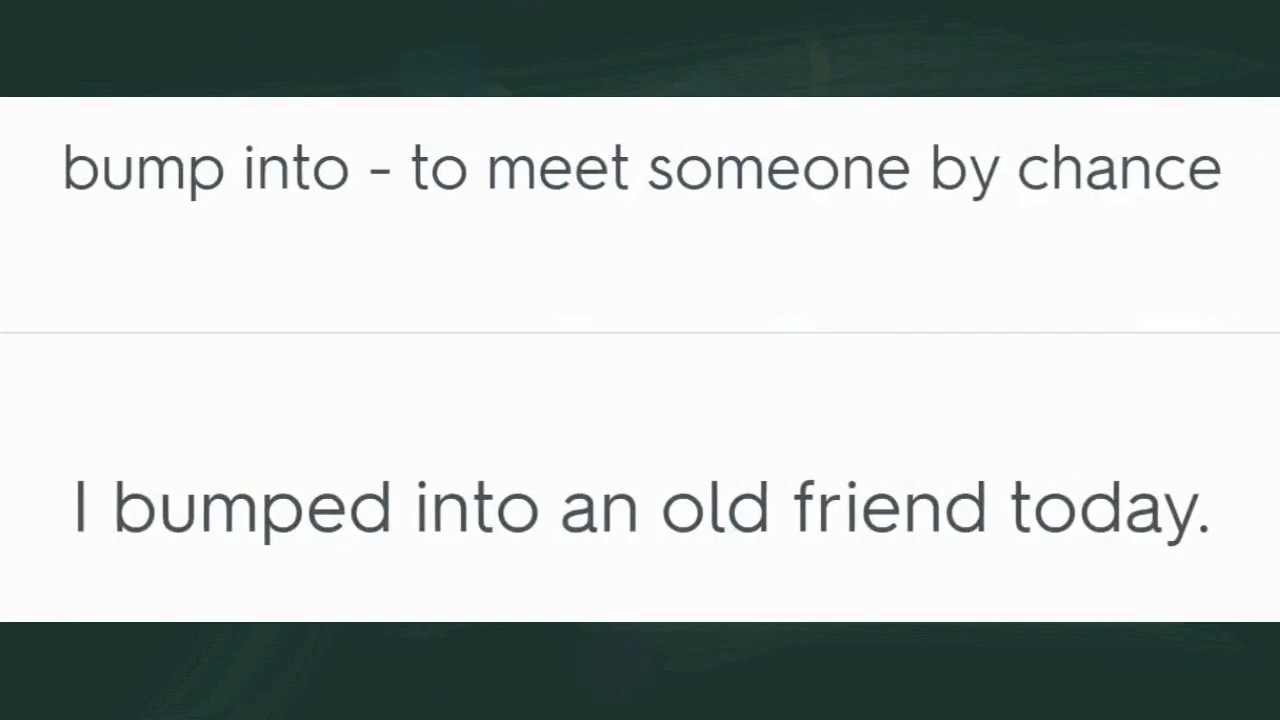 bump into - to meet someone by chance
I bumped into an old friend today.